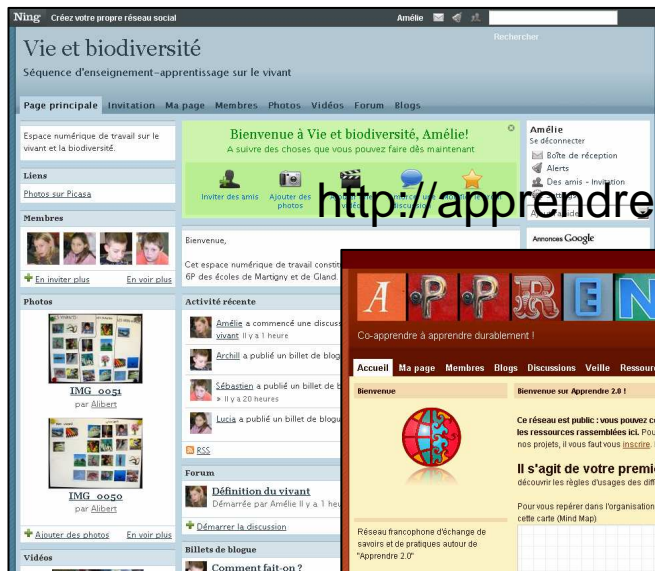 Ning Créez votre propre réseau social
Amélie
Rechercher
Vie et biodiversité
Séquence d'enseignement-apprentissage sur le vivant
Page principale Invitation Ma page Membres Photos Vidéos Forum Blogs
Espace numérique de travail sur le
vivant et la biodiversité.
Liens
Photos sur Picasa
Membres
En inviter plus En voir plus
Photos
IMG 0051
par Alibert
IMG 0050
par Alibert
Ajouter des photos En voir plus
Vidéos
Bienvenue à Vie et biodiversité, Amélie!
A suivre des choses que vous pouvez faire dès maintenant
Inviter des amis
Ajouter des
photos
http://apprendre
Bienvenue,
Cet espace numérique de travail constit
6P des écoles de Martigny et de Gland.
Activité récente
Amélie a commencé une discuss
vivant Il y a 1 heure
Archill a publié un billet de blog
Sébastien a publié un billet de b
» Il y a 20 heures
Lucia a publié un billet de blogu
RSS
Forum
Définition du vivant
Démarrée par Amélie Il y a 1 heu
Démarrer la discussion
Billets de blogue
Comment fait-on ?
Amélie
Se déconnecter
Boîte de réception
Alerts
Des amis - Invitation
Annonces Google
APPREN
Co-apprendre à apprendre durablement !
Accueil Ma page Membres Blogs Discussions Veille Ressour
Bienvenue
Réseau francophone d'échange de
savoirs et de pratiques autour de
"Apprendre 2.0"
Bienvenue sur Apprendre 2.0 !
Ce réseau est public : vous pouvez co
les ressources rassemblées ici. Pou
nos projets, il vous faut vous inscrire.
Il s'agit de votre premiè
découvrir les règles d'usages des diff
Pour vous repérer dans l'organisation
cette carte (Mind Map)